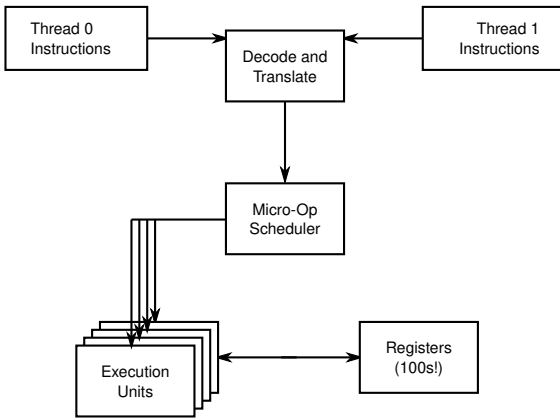 Thread 0
Instructions
Thread 1
Instructions
Decode and
Translate
Micro-Op
Scheduler
Execution
Units
Registers
(100s!)